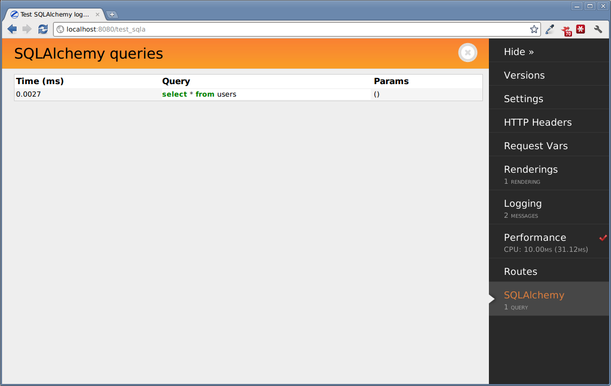 Test SQLAlchemy log...
localhost:8080/test_sqla
SQLAlchemy queries
Time (ms) Query Params
0.0027 select * from users ()
Hide »
Versions
Settings
HTTP Headers
Request Vars
Renderings
1 RENDERING
Logging
2 MESSAGES
Performance
CPU: 10.00MS (31.12MS)
Routes
SQLAlchemy
1 QUERY